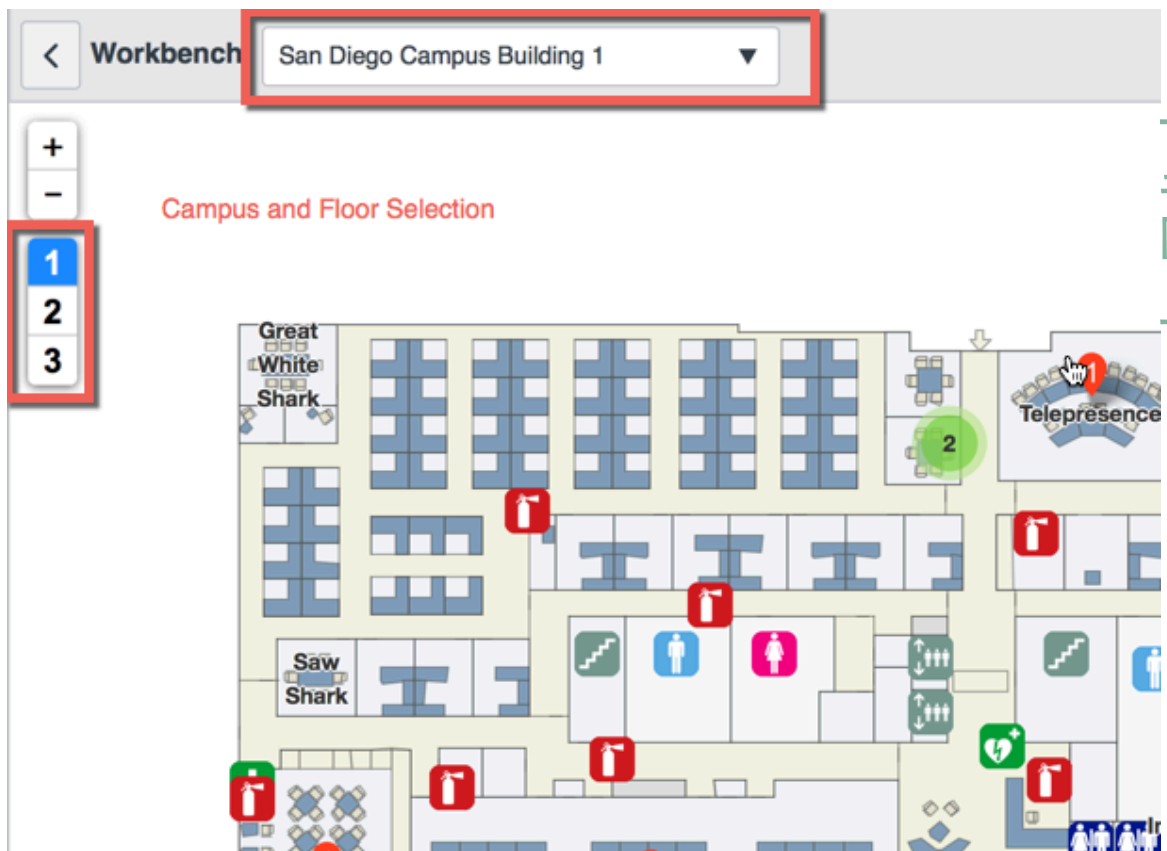 Workbench
San Diego Campus Building 1
+
−
Campus and Floor Selection
1
2
3
Great
White
Shark
1
Telepresence
2
Saw
Shark